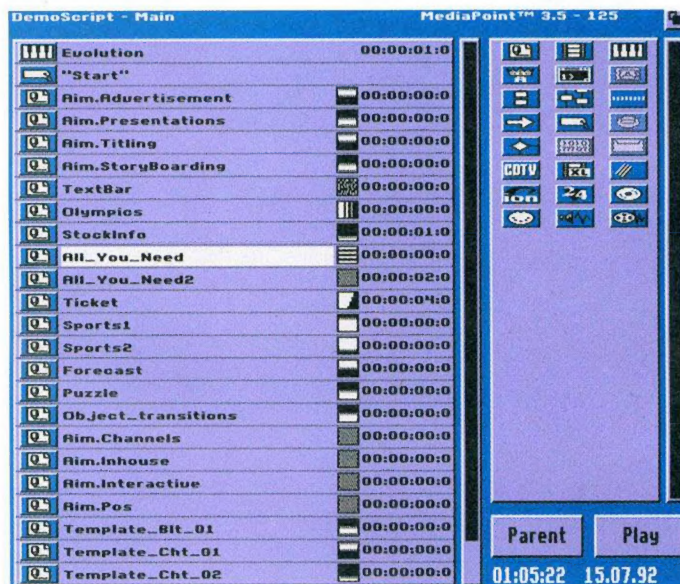 DemoScript - Main MediaPoint™ 3.5 - 125
Evolution 00:00:01:0
"Start"
Aim.Advertisement 00:00:00:0
Aim.Presentations 00:00:00:0
Aim.Titling 00:00:00:0
Aim.StoryBoarding 00:00:00:0
TextBar 00:00:00:0
Olympics 00:00:00:0
StockInfo 00:00:01:0
All_You_Need 00:00:00:0
All_You_Need2 00:00:02:0
Ticket 00:00:04:0
Sports1 00:00:00:0
Sports2 00:00:00:0
Forecast 00:00:00:0
Puzzle 00:00:00:0
Object_transitions 00:00:00:0
Aim.Channels 00:00:00:0
Aim.Inhouse 00:00:00:0
Aim.Interactive 00:00:00:0
Aim.Pos 00:00:00:0
Template_Blt_01 00:00:00:0
Template_Cht_01 00:00:00:0
Template_Cht_02 00:00:00:0
CDTV XL
ion 24
Parent Play
01:05:22 15.07.92